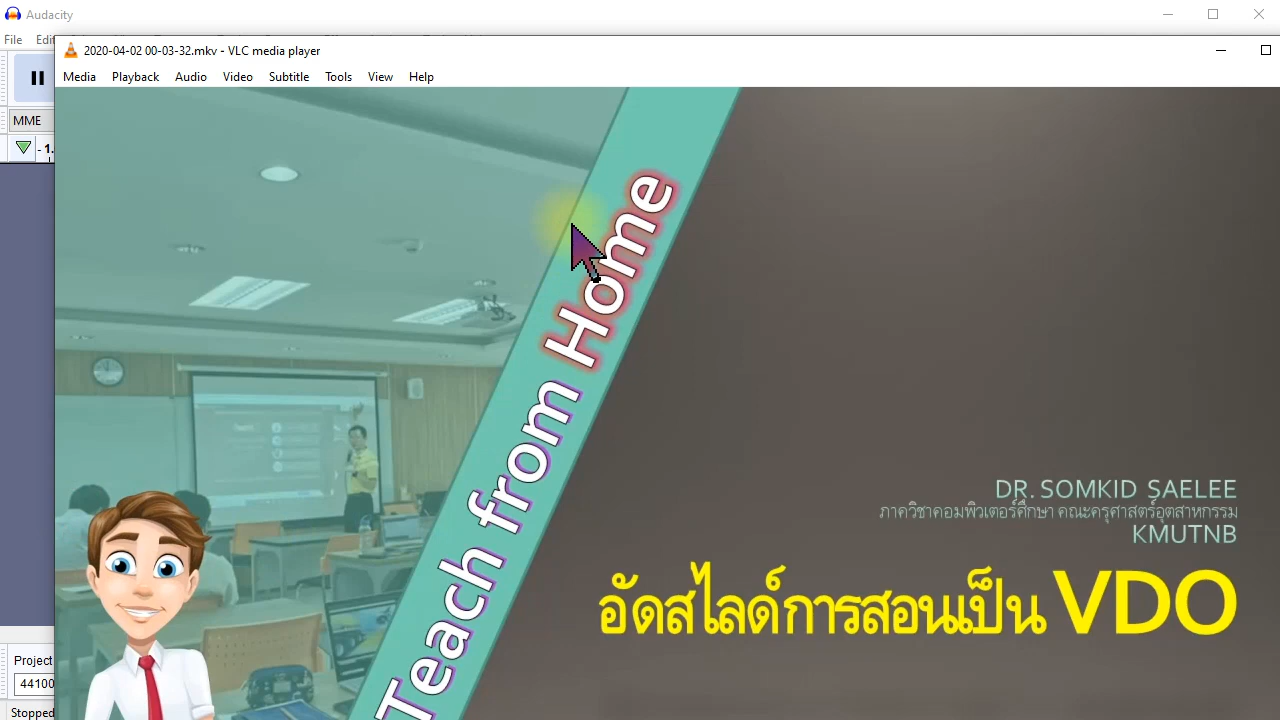 Audacity
File Edi
2020-04-02 00-03-32.mkv - VLC media player
Media Playback Audio Video Subtitle Tools View Help
MME
- 1.
Teach from Home
DR. SOMKID SAELEE
ภาควิชาคอมพิวเตอร์ศึกษา คณะครุศาสตร์อุตสาหกรรม
KMUTNB
อัดสไลด์การสอนเป็น VDO
Project
44100
Stopped